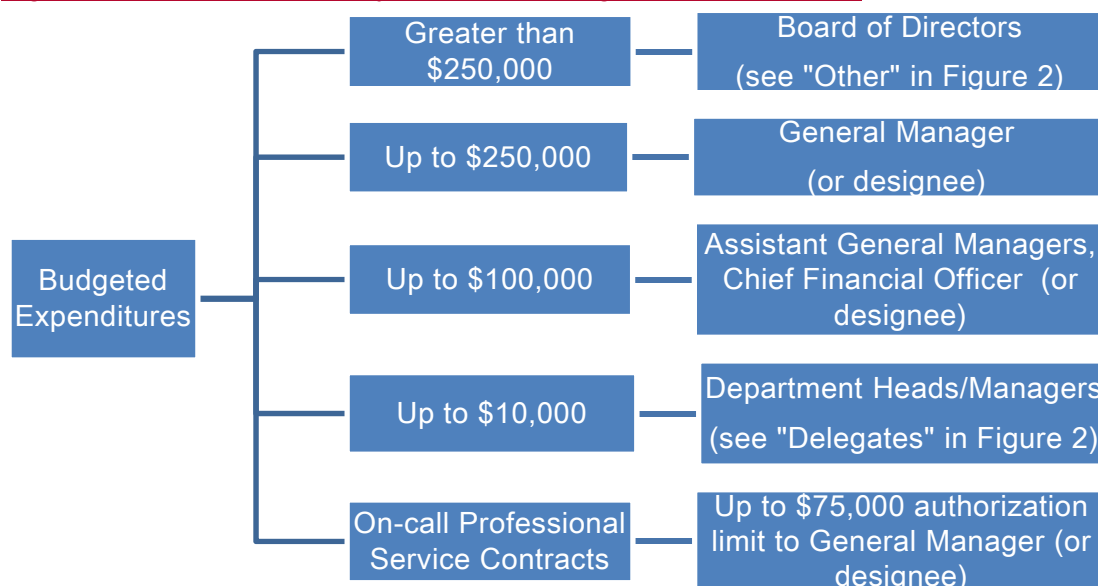 Budgeted
Expenditures
Greater than
$250,000
Board of Directors
(see "Other" in Figure 2)
Up to $250,000
General Manager
(or designee)
Up to $100,000
Assistant General Managers,
Chief Financial Officer (or
designee)
Up to $10,000
Department Heads/Managers
(see "Delegates" in Figure 2)
On-call Professional
Service Contracts
Up to $75,000 authorization
limit to General Manager (or
designee)